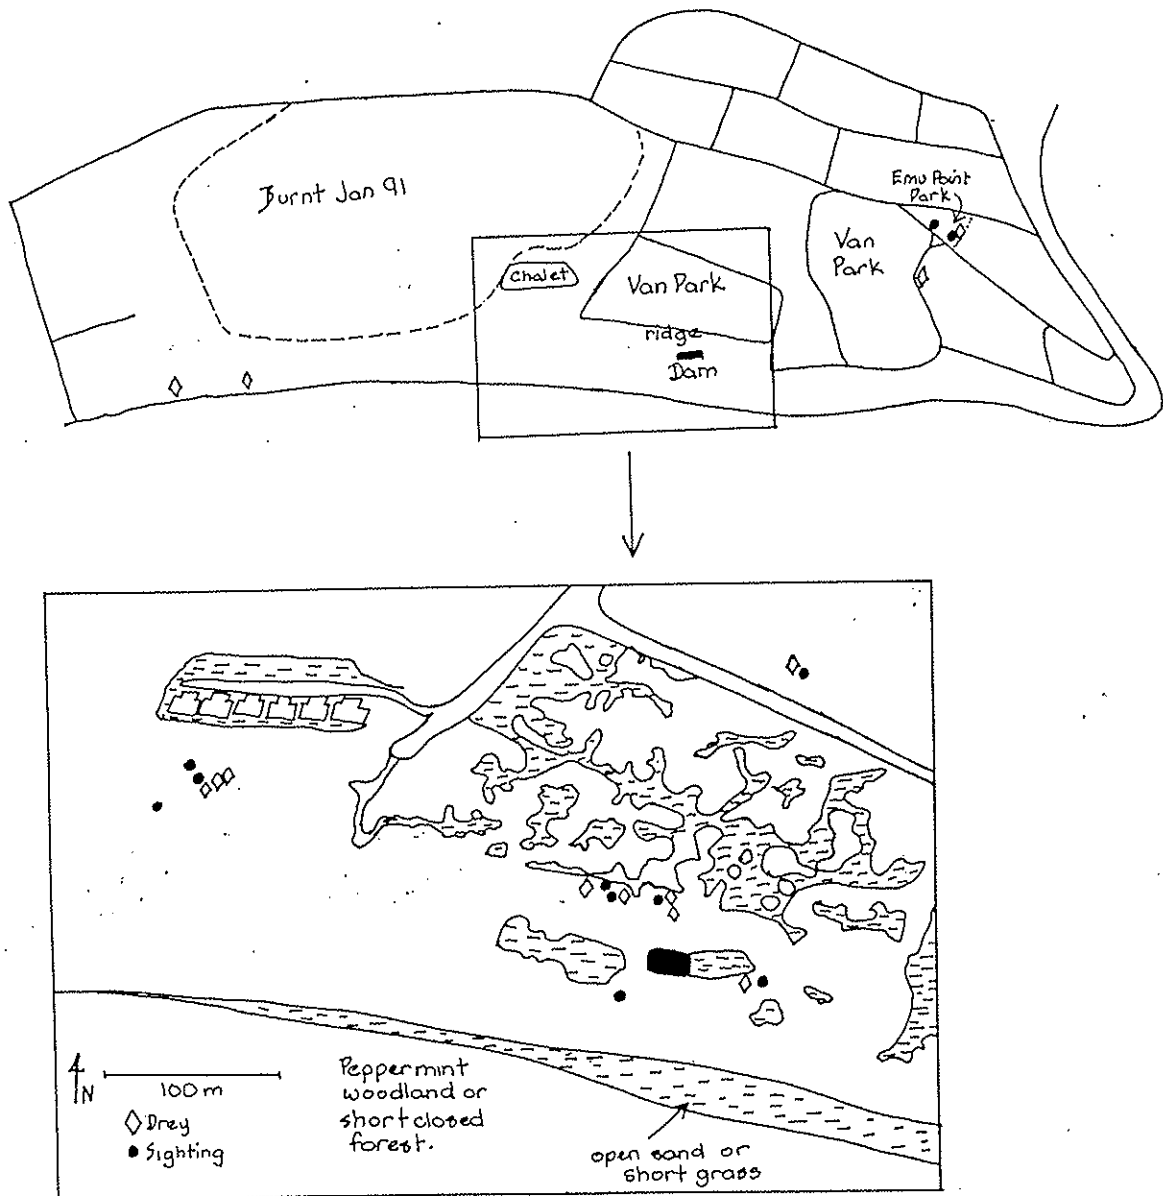 Burnt Jan 91
Emu Point
Park
Van
Park
Chalet
Van Park
ridge
Dam
N
100 m
Drey
Sighting
Peppermint
woodland or
short closed
forest.
open sand or
short grass